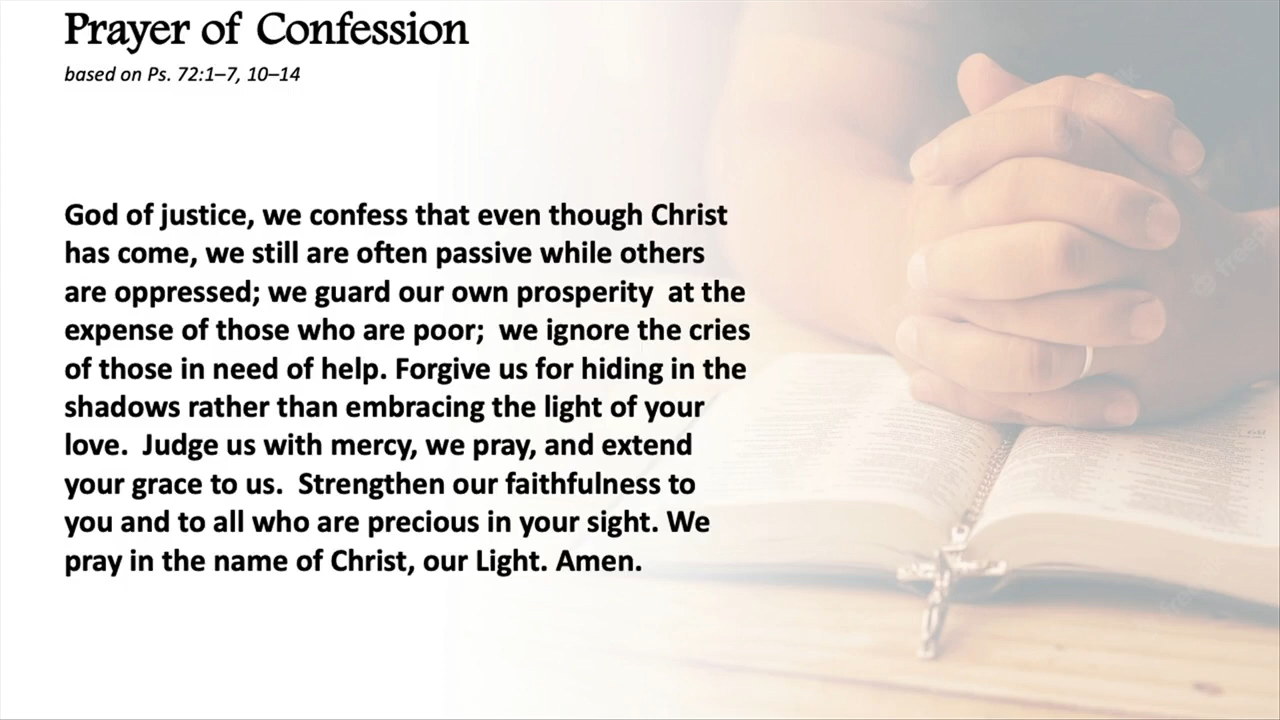 Prayer of Confession
based on Ps. 72:1–7, 10–14
God of justice, we confess that even though Christ
has come, we still are often passive while others
are oppressed; we guard our own prosperity  at the
expense of those who are poor;  we ignore the cries
of those in need of help. Forgive us for hiding in the
shadows rather than embracing the light of your
love.  Judge us with mercy, we pray, and extend
your grace to us.  Strengthen our faithfulness to
you and to all who are precious in your sight. We
pray in the name of Christ, our Light. Amen.